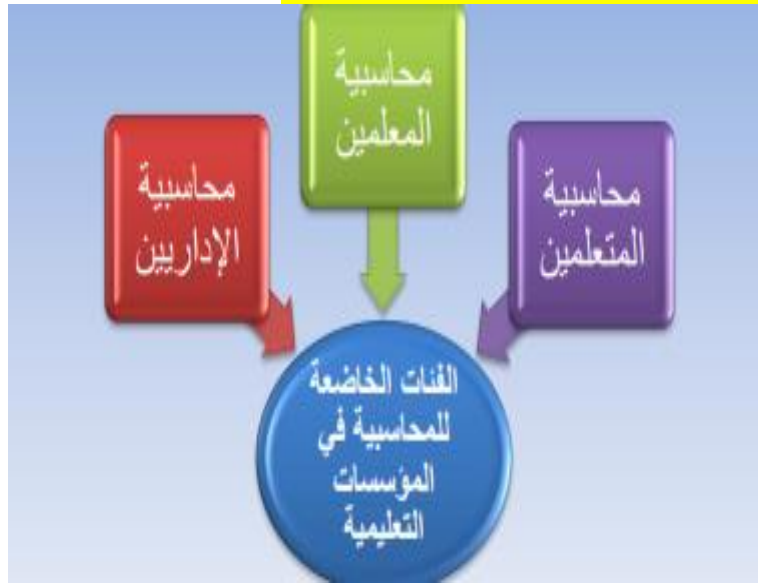 محاسبية
المعلمين
محاسبية
المتعلمين
محاسبية
الإداريين
الفئات الخاضعة
للمحاسبية في
المؤسسات
التعليمية